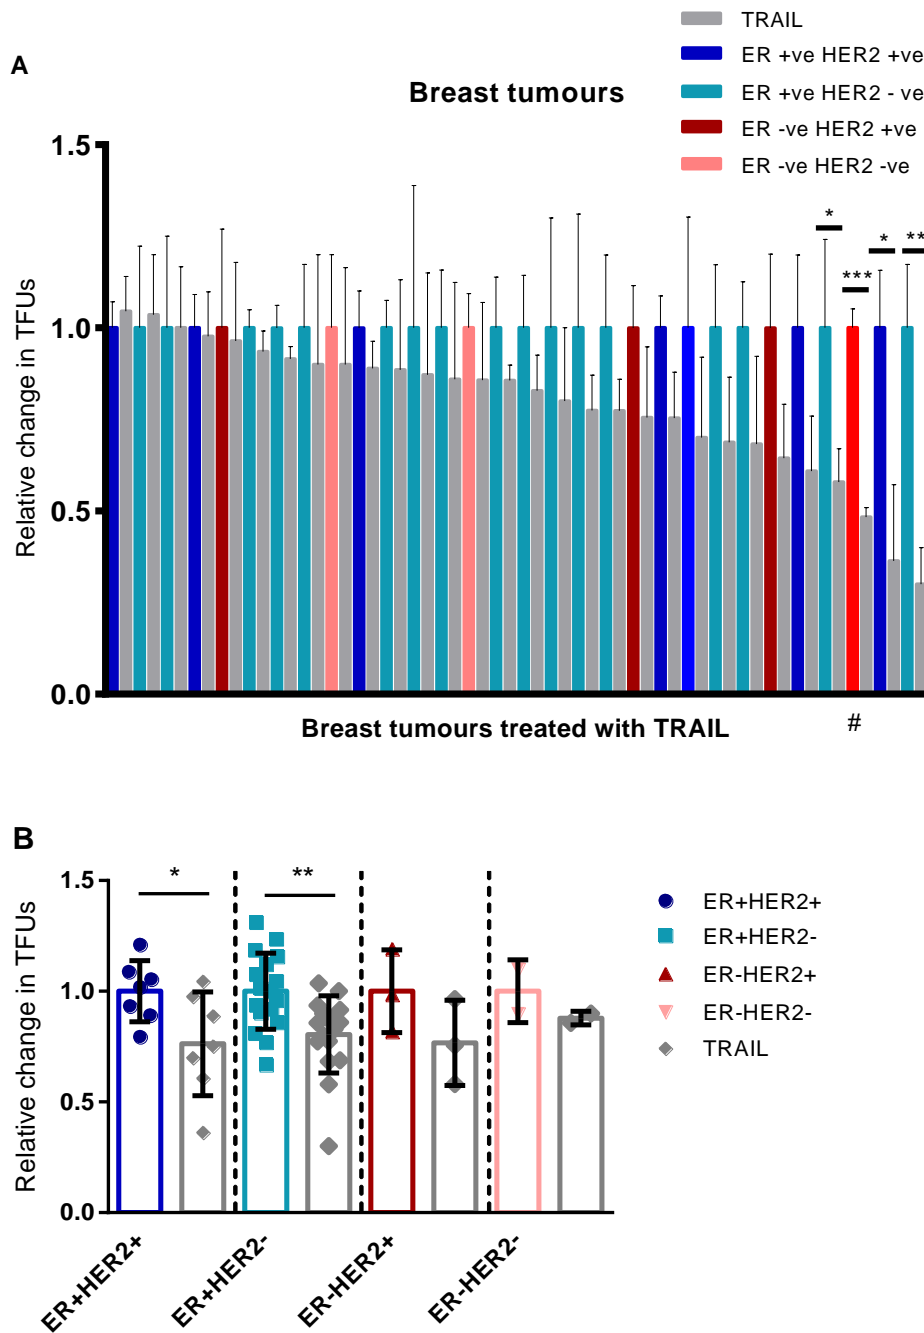 TRAIL
ER +ve HER2 +ve
ER +ve HER2 - ve
ER -ve HER2 +ve
ER -ve HER2 -ve
A
Breast tumours
Relative change in TFUs
1.5
1.0
0.5
0.0
*
***
*
**
Breast tumours treated with TRAIL
#
B
Relative change in TFUs
1.5
1.0
0.5
0.0
*
**
ER+HER2+
ER+HER2-
ER-HER2+
ER-HER2-
ER+HER2+
ER+HER2-
ER-HER2+
ER-HER2-
TRAIL